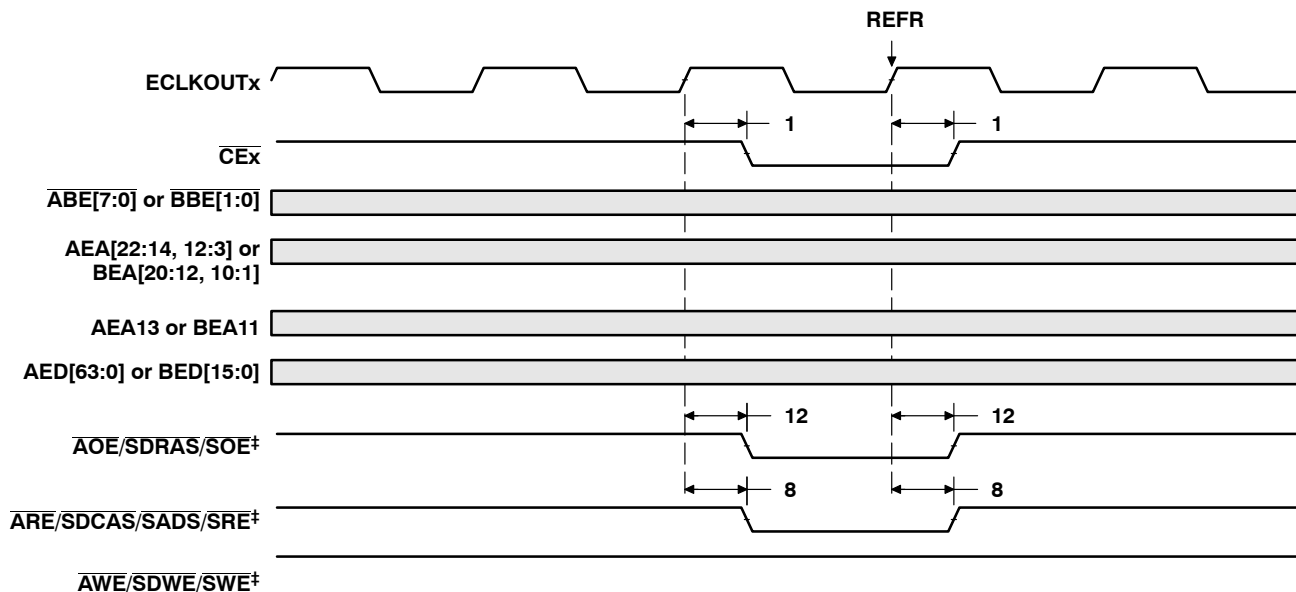 REFR
ECLKOUTx
1 1
CEx
ABE[7:0] or BBE[1:0]
AEA[22:14, 12:3] or
BEA[20:12, 10:1]
AEA13 or BEA11
AED[63:0] or BED[15:0]
12 12
AOE/SDRAS/SOE‡
8 8
ARE/SDCAS/SADS/SRE‡
AWE/SDWE/SWE‡